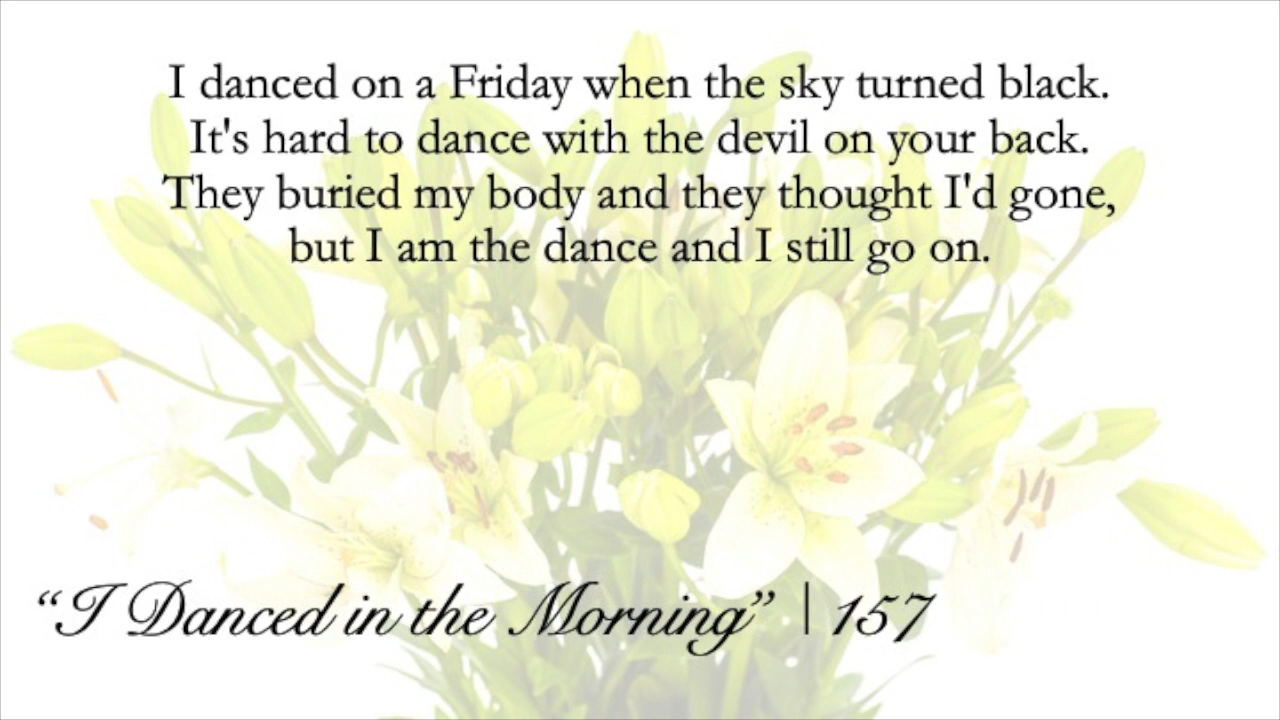 I danced on a Friday when the sky turned black.
It's hard to dance with the devil on your back.
They buried my body and they thought I'd gone,
but I am the dance and I still go on.
“I Danced in the Morning” | 157